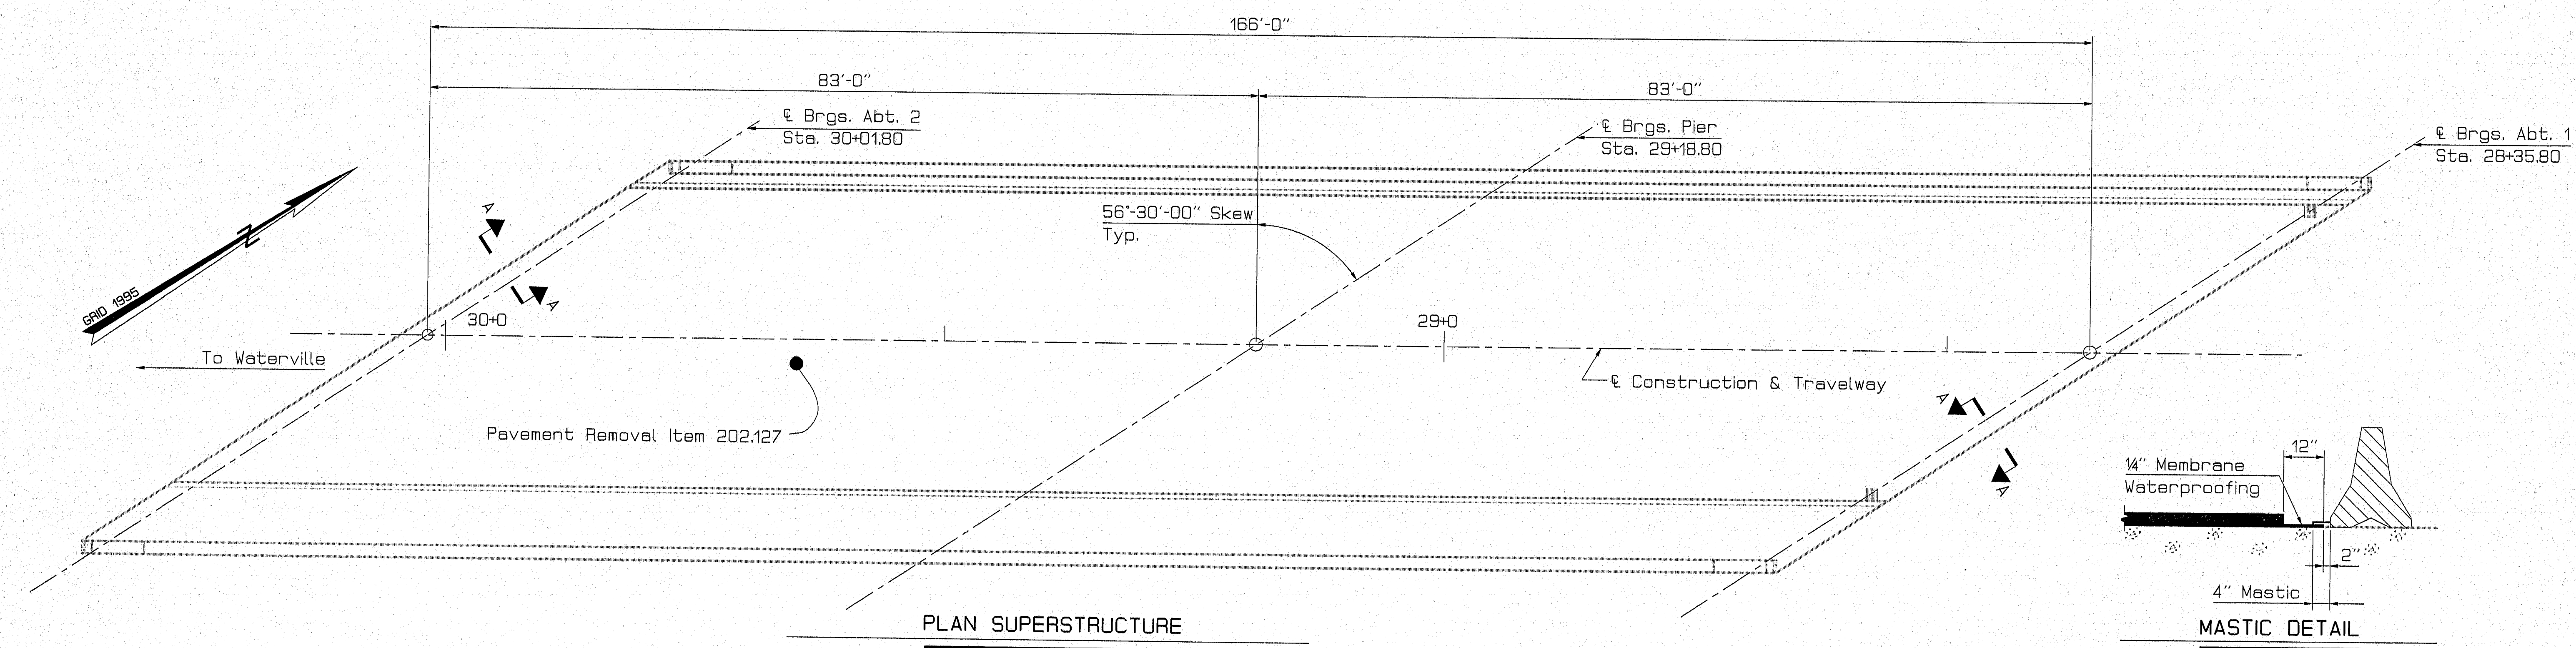 166'-0"
83'-0"
83'-0"
℄ Brgs. Abt. 2
Sta. 30+01.80
℄ Brgs. Pier
Sta. 29+18.80
℄ Brgs. Abt. 1
Sta. 28+35.80
56°-30'-00" Skew
Typ.
A
A
GRID 1995
N
30+0
29+0
To Waterville
℄ Construction & Travelway
Pavement Removal Item 202.127
A
A
12"
¼" Membrane
Waterproofing
2"
4" Mastic
PLAN SUPERSTRUCTURE
MASTIC DETAIL